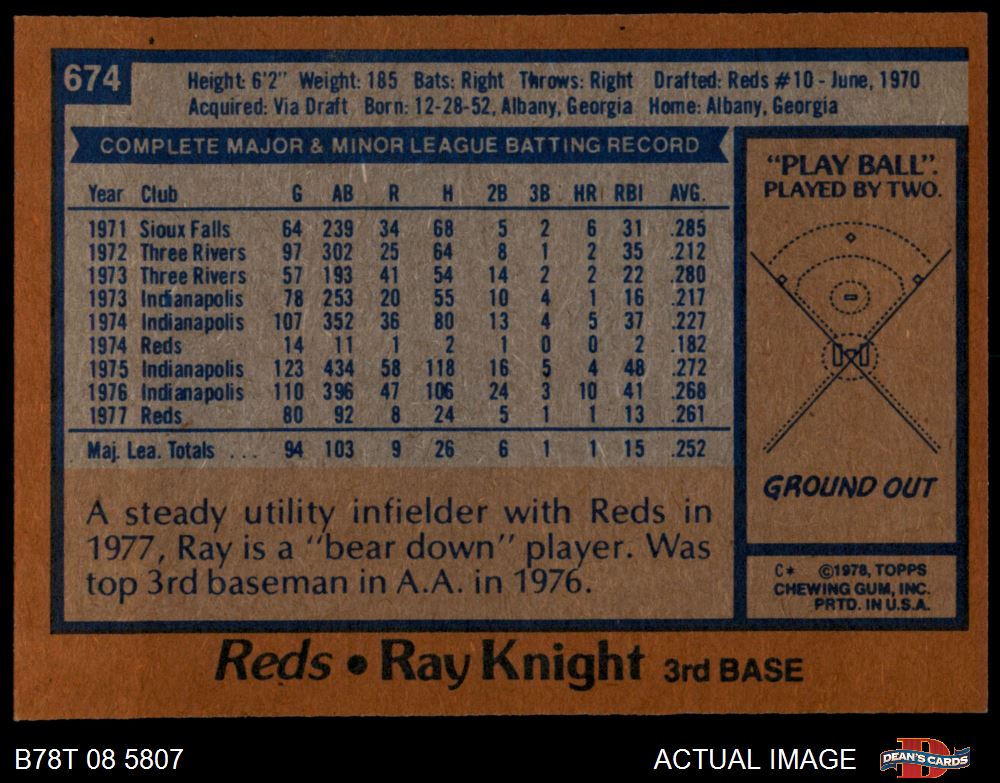 674
Height: 6'2" Weight: 185 Bats: Right Throws: Right Drafted: Reds #10 - June, 1970
Acquired: Via Draft Born: 12-28-52, Albany, Georgia Home: Albany, Georgia
COMPLETE MAJOR & MINOR LEAGUE BATTING RECORD
Year Club G AB R H 2B 3B HR RBI AVG.
1971 Sioux Falls 64 239 34 68 5 2 6 31 .285
1972 Three Rivers 97 302 25 64 8 1 2 35 .212
1973 Three Rivers 57 193 41 54 14 2 2 22 .280
1973 Indianapolis 78 253 20 55 10 4 1 16 .217
1974 Indianapolis 107 352 36 80 13 4 5 37 .227
1974 Reds 14 11 1 2 1 0 0 2 .182
1975 Indianapolis 123 434 58 118 16 5 4 48 .272
1976 Indianapolis 110 396 47 106 24 3 10 41 .268
1977 Reds 80 92 8 24 5 1 1 13 .261
Maj. Lea. Totals ... 94 103 9 26 6 1 1 15 .252
A steady utility infielder with Reds in
1977, Ray is a "bear down" player. Was
top 3rd baseman in A.A. in 1976.
"PLAY BALL".
PLAYED BY TWO.
GROUND OUT
C* ©1978, TOPPS
CHEWING GUM, INC.
PRTD. IN U.S.A.
Reds • Ray Knight 3rd BASE
B78T 08 5807
ACTUAL IMAGE
D
DEAN'S CARDS